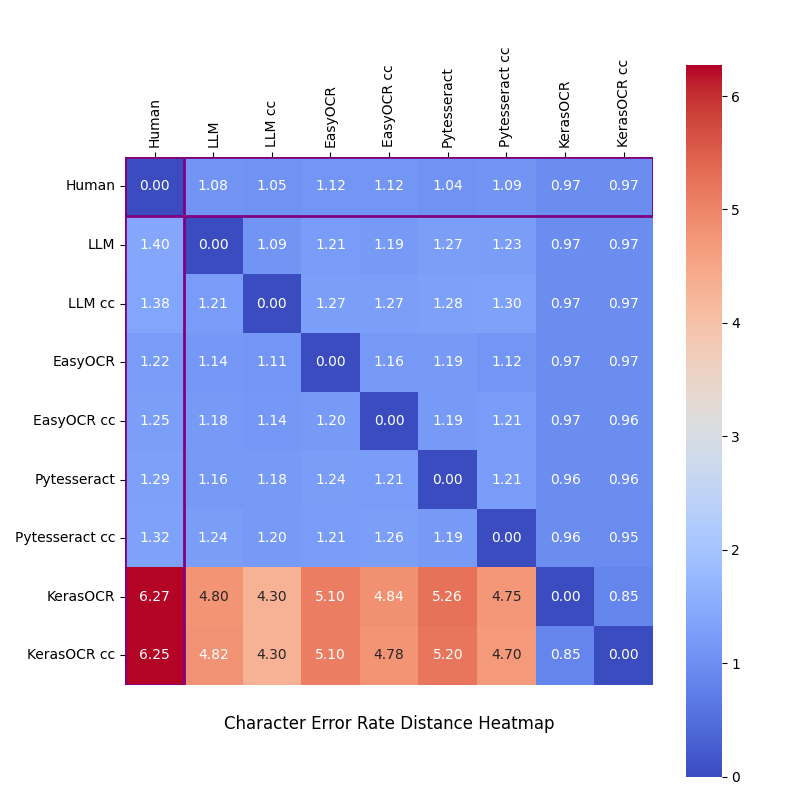 Human LLM LLM cc EasyOCR EasyOCR cc Pytesseract Pytesseract cc KerasOCR KerasOCR cc
Human 0.00 1.08 1.05 1.12 1.12 1.04 1.09 0.97 0.97
LLM 1.40 0.00 1.09 1.21 1.19 1.27 1.23 0.97 0.97
LLM cc 1.38 1.21 0.00 1.27 1.27 1.28 1.30 0.97 0.97
EasyOCR 1.22 1.14 1.11 0.00 1.16 1.19 1.12 0.97 0.97
EasyOCR cc 1.25 1.18 1.14 1.20 0.00 1.19 1.21 0.97 0.96
Pytesseract 1.29 1.16 1.18 1.24 1.21 0.00 1.21 0.96 0.96
Pytesseract cc 1.32 1.24 1.20 1.21 1.26 1.19 0.00 0.96 0.95
KerasOCR 6.27 4.80 4.30 5.10 4.84 5.26 4.75 0.00 0.85
KerasOCR cc 6.25 4.82 4.30 5.10 4.78 5.20 4.70 0.85 0.00
Character Error Rate Distance Heatmap
6
5
4
3
2
1
0